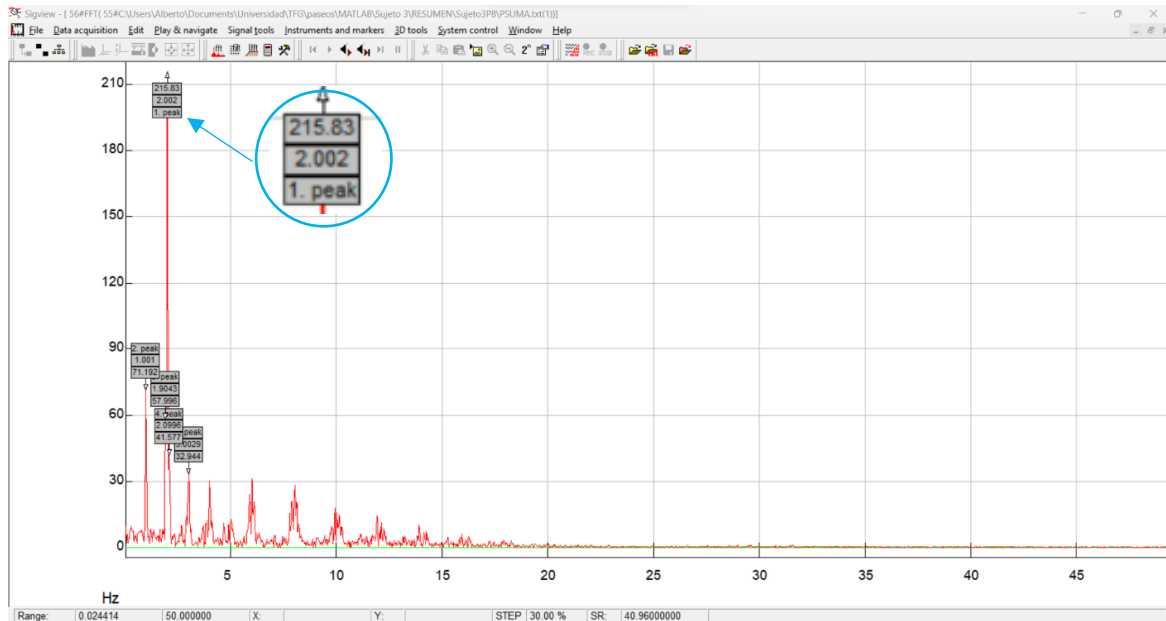 Sigview - [ 56#FFT( 55#C:\Users\Alberto\Documents\Universidad\TFG\paseos\MATLAB\Sujeto 3\RESUMEN\Sujeto3P8\PSUMA.txt(1))]
File Data acquisition Edit Play & navigate Signal tools Instruments and markers 3D tools System control Window Help
210
180
150
120
90
60
30
0
215.83
2.002
1. peak
215.83
2.002
1. peak
2. peak
1.001
71.192
peak
1.9043
57.996
4. peak
2.0996
41.577
peak
3.0029
32.944
5
10
15
20
25
30
35
40
45
Hz
Range: 0.024414 50.000000 X: Y: STEP 30.00 % SR: 40.96000000